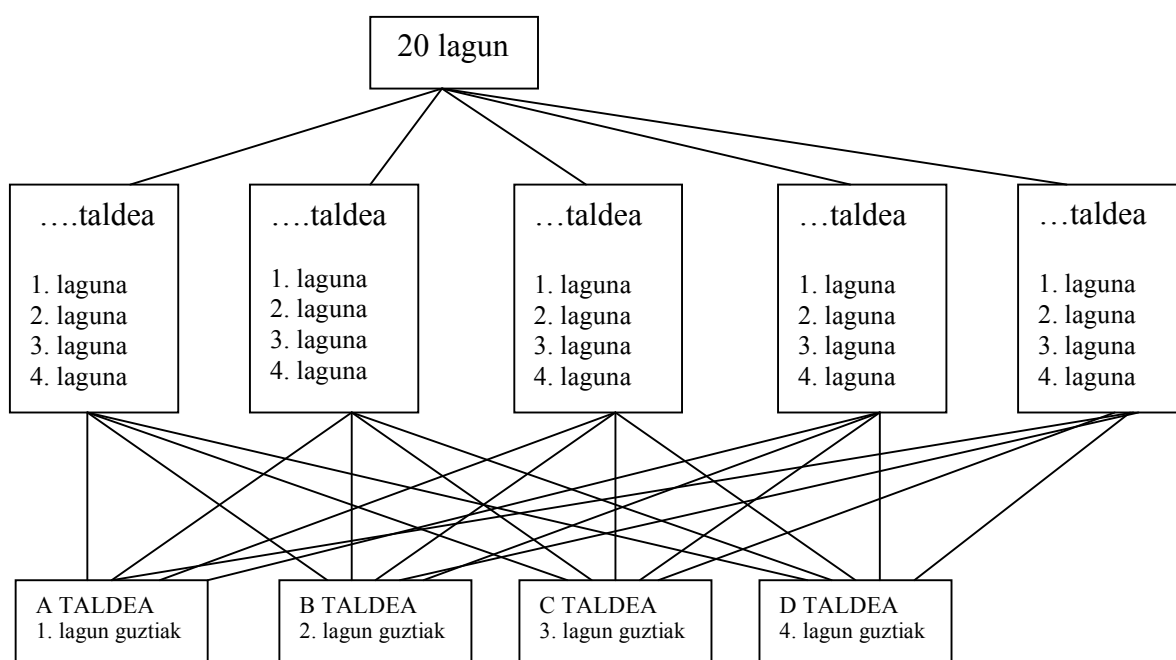 20 lagun
….taldea
1. laguna
2. laguna
3. laguna
4. laguna
….taldea
1. laguna
2. laguna
3. laguna
4. laguna
…taldea
1. laguna
2. laguna
3. laguna
4. laguna
…taldea
1. laguna
2. laguna
3. laguna
4. laguna
…taldea
1. laguna
2. laguna
3. laguna
4. laguna
A TALDEA
1. lagun guztiak
B TALDEA
2. lagun guztiak
C TALDEA
3. lagun guztiak
D TALDEA
4. lagun guztiak